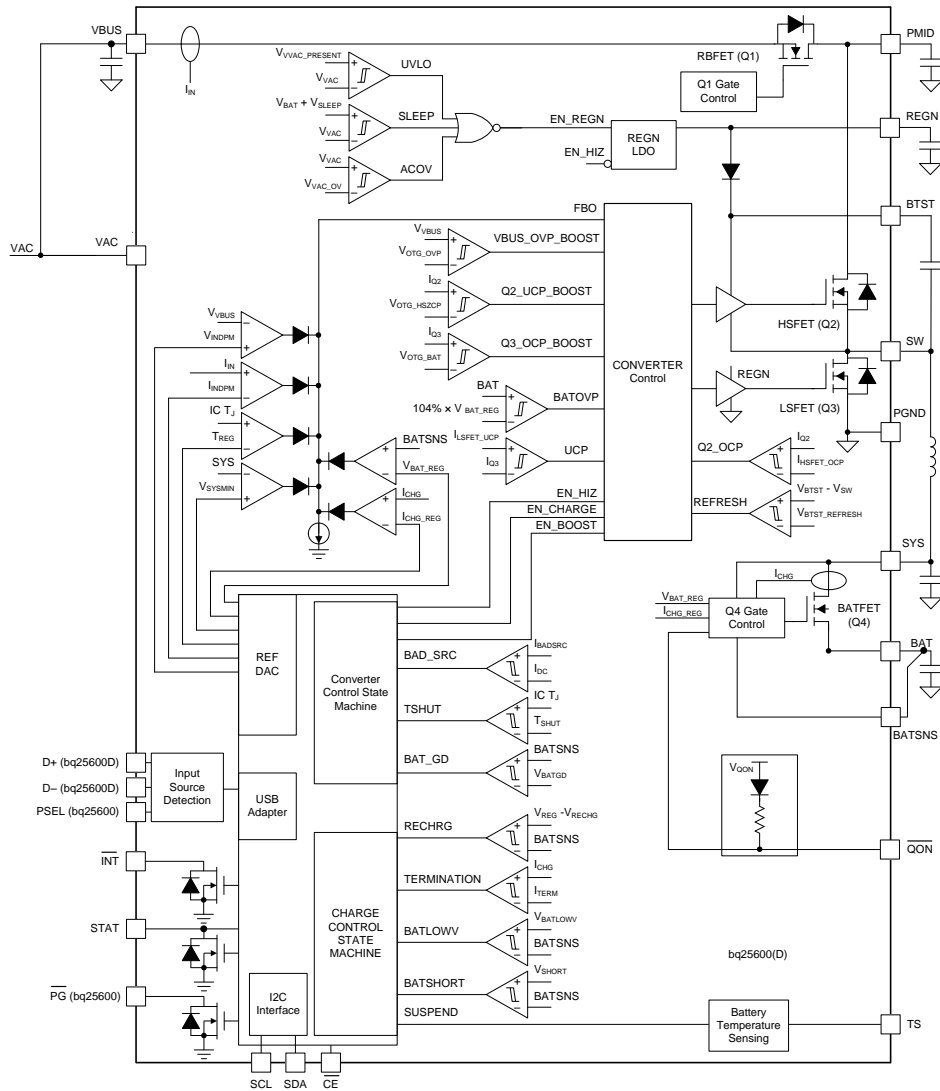 VBUS
PMID
RBFET (Q1)
VVAC_PRESENT
UVLO
VVAC
IIN
Q1 Gate
Control
VBAT + VSLEEP
SLEEP
VVAC
EN_REGN
REGN
REGN
LDO
EN_HIZ
VVAC
ACOV
VVAC_OV
FBO
BTST
VAC
VAC
VVBUS
VBUS_OVP_BOOST
VOTG_OVP
IQ2
Q2_UCP_BOOST
VOTG_HSZCP
HSFET (Q2)
VVBUS
VINDPM
IQ3
Q3_OCP_BOOST
VOTG_BAT
SW
CONVERTER
Control
REGN
IIN
IINDPM
BAT
BATOVP
104% × VBAT_REG
LSFET (Q3)
PGND
IC TJ
TREG
BATSNS
VBAT_REG
ILSFET_UCP
UCP
IQ3
Q2_OCP
IQ2
IHSFET_OCP
SYS
VSYSMIN
ICHG
ICHG_REG
EN_HIZ
EN_CHARGE
EN_BOOST
REFRESH
VBTST - VSW
VBTST_REFRESH
SYS
ICHG
VBAT_REG
ICHG_REG
Q4 Gate
Control
BATFET
(Q4)
BAT
BATSNS
REF
DAC
Converter
Control State
Machine
BAD_SRC
IBADSRC
IDC
TSHUT
IC TJ
TSHUT
BAT_GD
BATSNS
VBATGD
D+ (bq25600D)
D– (bq25600D)
PSEL (bq25600)
Input
Source
Detection
USB
Adapter
VQON
QON
RECHRG
VREG -VRECHG
BATSNS
INT
TERMINATION
ICHG
ITERM
CHARGE
CONTROL
STATE
MACHINE
STAT
BATLOWV
VBATLOWV
BATSNS
bq25600(D)
BATSHORT
VSHORT
BATSNS
PG (bq25600)
I2C
Interface
SUSPEND
Battery
Temperature
Sensing
TS
SCL
SDA
CE